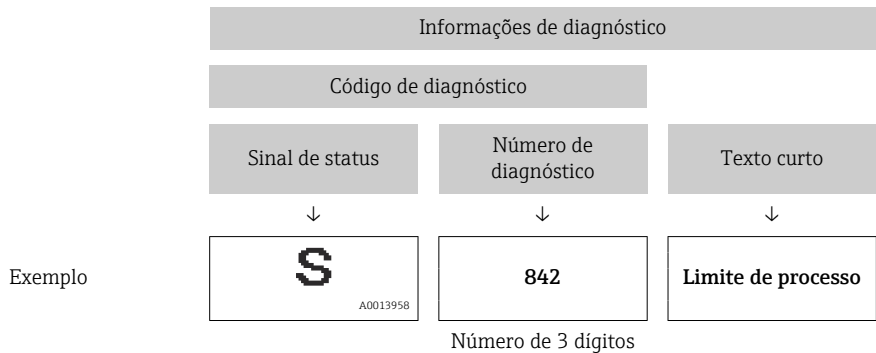 Informações de diagnóstico
Código de diagnóstico
Sinal de status
Número de
diagnóstico
Texto curto
↓ ↓ ↓
Exemplo
S
A0013958
842
Limite de processo
Número de 3 dígitos